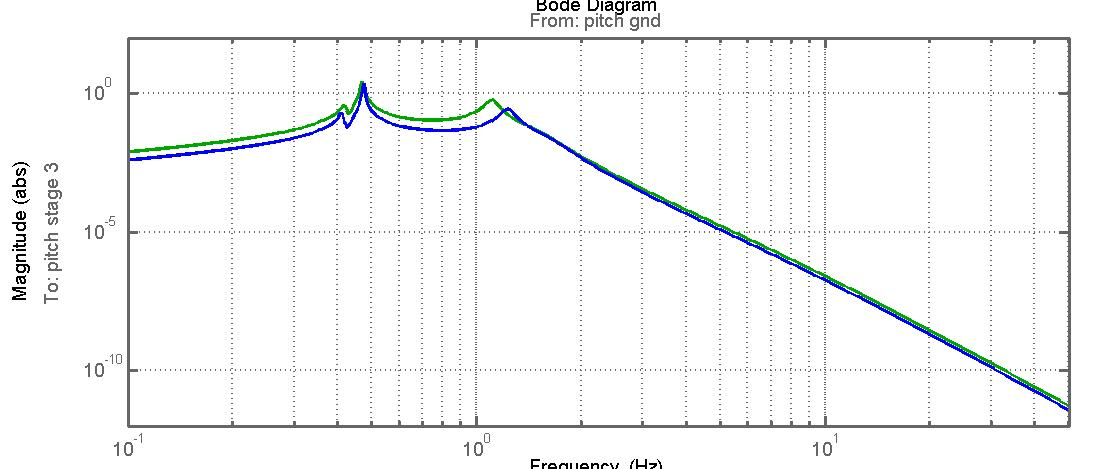 Bode Diagram
From: pitch gnd
Magnitude (abs)
To: pitch stage 3
10^0
10^-5
10^-10
10^-1
10^0
10^1
Frequency (Hz)